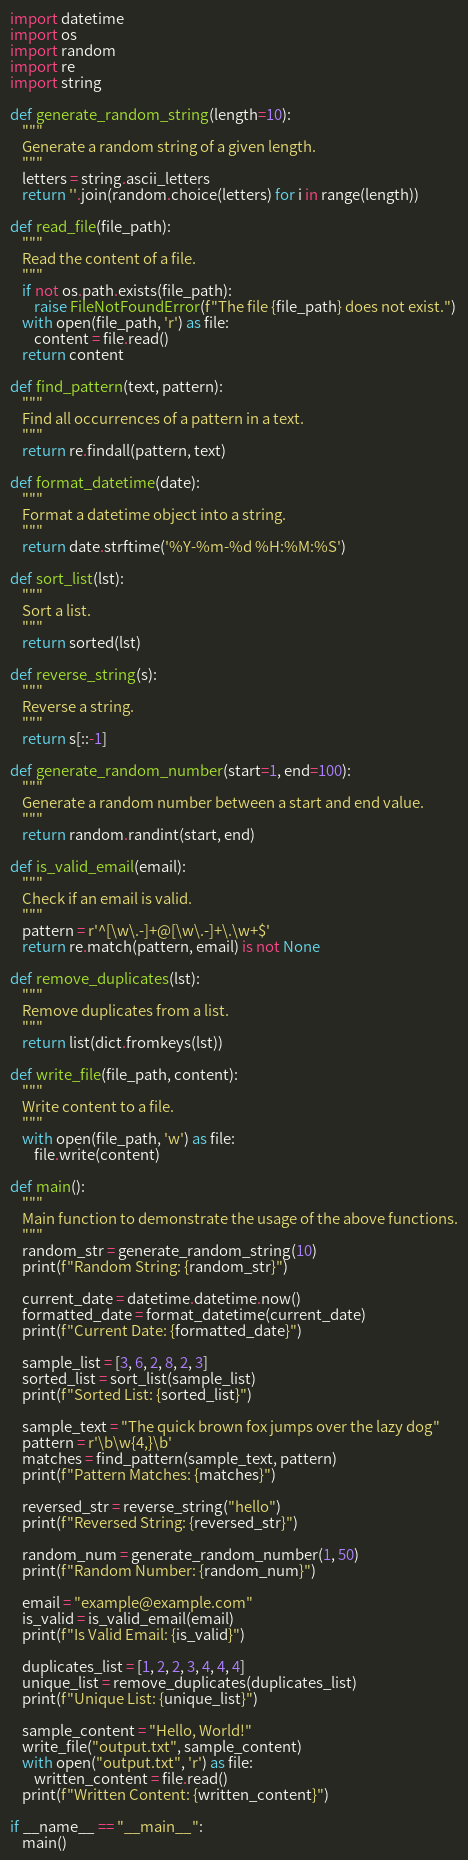 import datetime
import os
import random
import re
import string

def generate_random_string(length=10):
    """
    Generate a random string of a given length.
    """
    letters = string.ascii_letters
    return ''.join(random.choice(letters) for i in range(length))

def read_file(file_path):
    """
    Read the content of a file.
    """
    if not os.path.exists(file_path):
        raise FileNotFoundError(f"The file {file_path} does not exist.")
    with open(file_path, 'r') as file:
        content = file.read()
    return content

def find_pattern(text, pattern):
    """
    Find all occurrences of a pattern in a text.
    """
    return re.findall(pattern, text)

def format_datetime(date):
    """
    Format a datetime object into a string.
    """
    return date.strftime('%Y-%m-%d %H:%M:%S')

def sort_list(lst):
    """
    Sort a list.
    """
    return sorted(lst)

def reverse_string(s):
    """
    Reverse a string.
    """
    return s[::-1]

def generate_random_number(start=1, end=100):
    """
    Generate a random number between a start and end value.
    """
    return random.randint(start, end)

def is_valid_email(email):
    """
    Check if an email is valid.
    """
    pattern = r'^[\w\.-]+@[\w\.-]+\.\w+$'
    return re.match(pattern, email) is not None

def remove_duplicates(lst):
    """
    Remove duplicates from a list.
    """
    return list(dict.fromkeys(lst))

def write_file(file_path, content):
    """
    Write content to a file.
    """
    with open(file_path, 'w') as file:
        file.write(content)

def main():
    """
    Main function to demonstrate the usage of the above functions.
    """
    random_str = generate_random_string(10)
    print(f"Random String: {random_str}")

    current_date = datetime.datetime.now()
    formatted_date = format_datetime(current_date)
    print(f"Current Date: {formatted_date}")

    sample_list = [3, 6, 2, 8, 2, 3]
    sorted_list = sort_list(sample_list)
    print(f"Sorted List: {sorted_list}")

    sample_text = "The quick brown fox jumps over the lazy dog"
    pattern = r'\b\w{4,}\b'
    matches = find_pattern(sample_text, pattern)
    print(f"Pattern Matches: {matches}")

    reversed_str = reverse_string("hello")
    print(f"Reversed String: {reversed_str}")

    random_num = generate_random_number(1, 50)
    print(f"Random Number: {random_num}")

    email = "example@example.com"
    is_valid = is_valid_email(email)
    print(f"Is Valid Email: {is_valid}")

    duplicates_list = [1, 2, 2, 3, 4, 4, 4]
    unique_list = remove_duplicates(duplicates_list)
    print(f"Unique List: {unique_list}")

    sample_content = "Hello, World!"
    write_file("output.txt", sample_content)
    with open("output.txt", 'r') as file:
        written_content = file.read()
    print(f"Written Content: {written_content}")

if __name__ == "__main__":
    main()